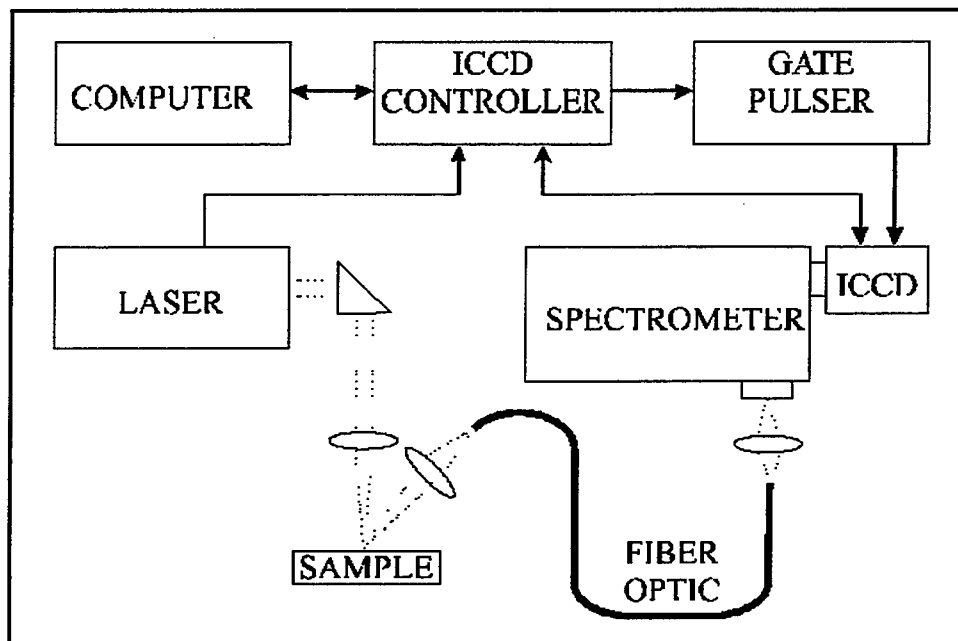 COMPUTER
ICCD
CONTROLLER
GATE
PULSER
LASER
SPECTROMETER
ICCD
SAMPLE
FIBER
OPTIC